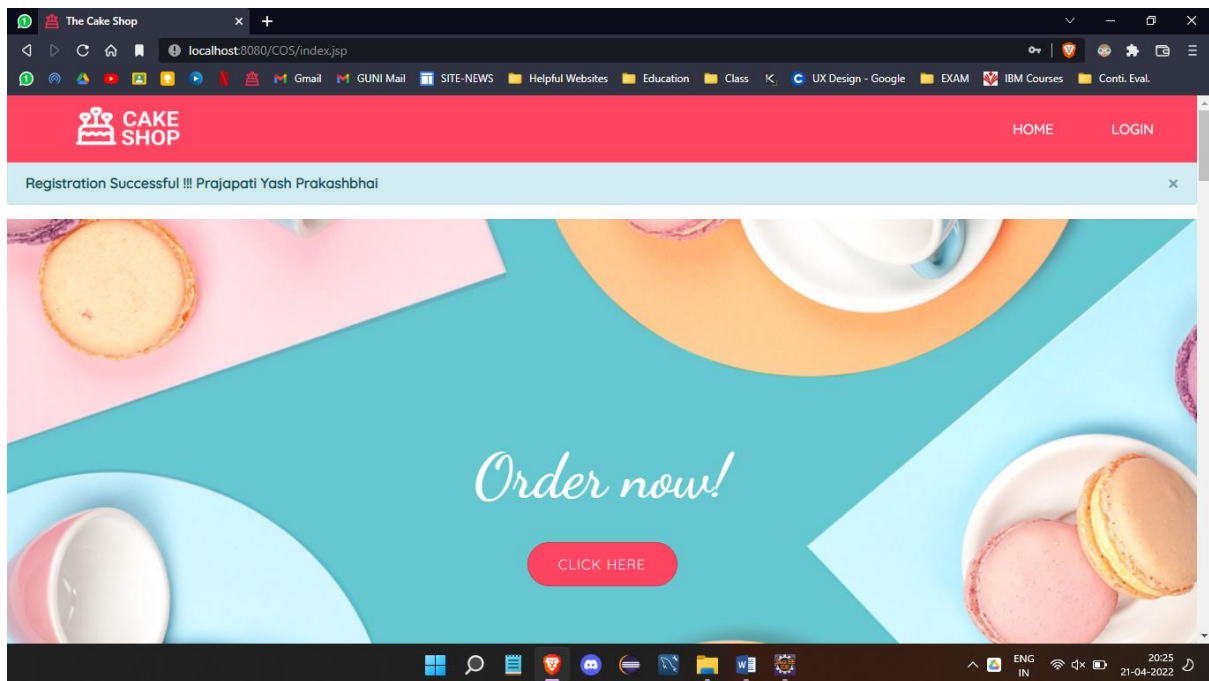 The Cake Shop
localhost:8080/COS/index.jsp
Gmail
GUNI Mail
SITE-NEWS
Helpful Websites
Education
Class
UX Design - Google
EXAM
IBM Courses
Conti. Eval.
CAKE
SHOP
HOME
LOGIN
Registration Successful !!! Prajapati Yash Prakashbhai
Order now!
CLICK HERE
ENG
IN
20:25
21-04-2022